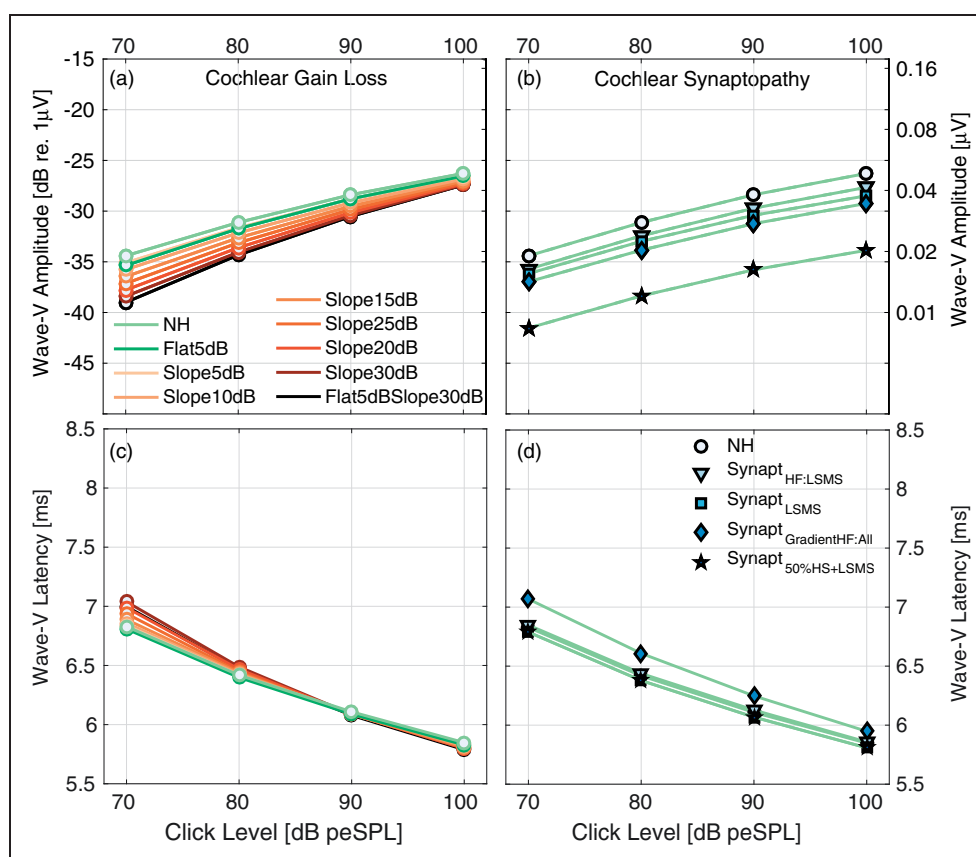 70 80 90 100
70 80 90 100
(a) Cochlear Gain Loss
(b) Cochlear Synaptopathy
Wave-V Amplitude [dB re. 1μV]
-15
-20
-25
-30
-35
-40
-45
NH
Flat5dB
Slope5dB
Slope10dB
Slope15dB
Slope25dB
Slope20dB
Slope30dB
Flat5dBSlope30dB
0.16
0.08
0.04
0.02
0.01
Wave-V Amplitude [μV]
(c)
Wave-V Latency [ms]
8.5
8
7.5
7
6.5
6
5.5
70 80 90 100
Click Level [dB peSPL]
(d)
NH
Synapt HF:LSMS
Synapt LSMS
Synapt GradientHF:All
Synapt 50%HS+LSMS
8.5
8
7.5
7
6.5
6
5.5
Wave-V Latency [ms]
70 80 90 100
Click Level [dB peSPL]